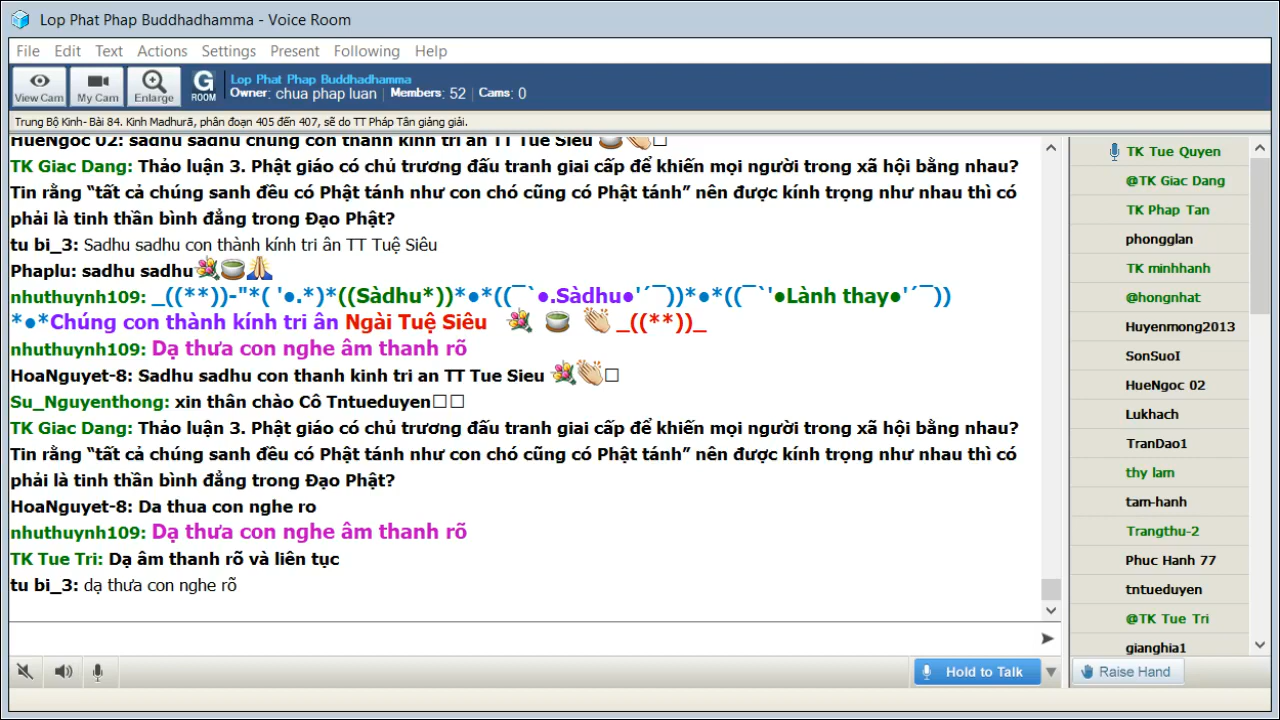 Lop Phat Phap Buddhadhamma - Voice Room
File Edit Text Actions Settings Present Following Help
View Cam My Cam Enlarge G ROOM
Lop Phat Phap Buddhadhamma
Owner: chua phap luan Members: 52 Cams: 0
Trung Bộ Kinh- Bài 84. Kinh Madhurā, phân đoạn 405 đến 407, sẽ do TT Pháp Tân giảng giải.
HueNgoc 02: sadhu sadhu chung con thanh kinh tri an TT Tue Sieu
TK Giac Dang: Thảo luận 3. Phật giáo có chủ trương đấu tranh giai cấp để khiến mọi người trong xã hội bằng nhau?
Tin rằng “tất cả chúng sanh đều có Phật tánh như con chó cũng có Phật tánh” nên được kính trọng như nhau thì có
phải là tinh thần bình đẳng trong Đạo Phật?
tu bi_3: Sadhu sadhu con thành kính tri ân TT Tuệ Siêu
Phaplu: sadhu sadhu
nhuthuynh109: _((**))-"*( '●.*)*((Sàdhu*))*●*((¯`●.Sàdhu●'´¯))*●*((¯`'●Lành thay●'´¯))
*●*Chúng con thành kính tri ân Ngài Tuệ Siêu _((**))_
nhuthuynh109: Dạ thưa con nghe âm thanh rõ
HoaNguyet-8: Sadhu sadhu con thanh kinh tri an TT Tue Sieu
Su_Nguyenthong: xin thân chào Cô Tntueduyen
TK Giac Dang: Thảo luận 3. Phật giáo có chủ trương đấu tranh giai cấp để khiến mọi người trong xã hội bằng nhau?
Tin rằng “tất cả chúng sanh đều có Phật tánh như con chó cũng có Phật tánh” nên được kính trọng như nhau thì có
phải là tinh thần bình đẳng trong Đạo Phật?
HoaNguyet-8: Da thua con nghe ro
nhuthuynh109: Dạ thưa con nghe âm thanh rõ
TK Tue Tri: Dạ âm thanh rõ và liên tục
tu bi_3: dạ thưa con nghe rõ
TK Tue Quyen
@TK Giac Dang
TK Phap Tan
phongglan
TK minhhanh
@hongnhat
Huyenmong2013
SonSuoI
HueNgoc 02
Lukhach
TranDao1
thy lam
tam-hanh
Trangthu-2
Phuc Hanh 77
tntueduyen
@TK Tue Tri
gianghia1
Hold to Talk
Raise Hand